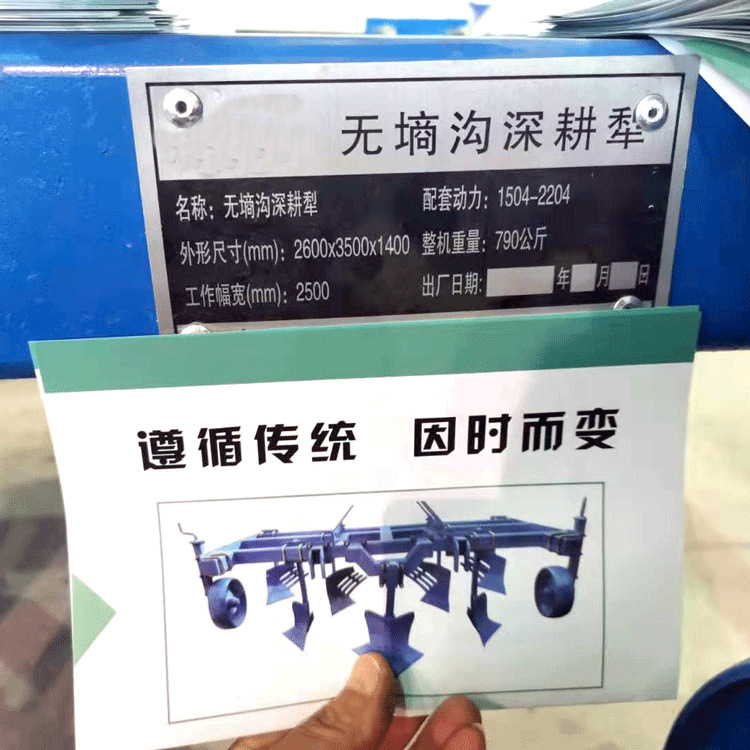 无墒沟深耕犁
名称：无墒沟深耕犁 配套动力：1504-2204
外形尺寸(mm)：2600x3500x1400 整机重量：790公斤
工作幅宽(mm)：2500 出厂日期： 年 月 日
遵循传统 因时而变